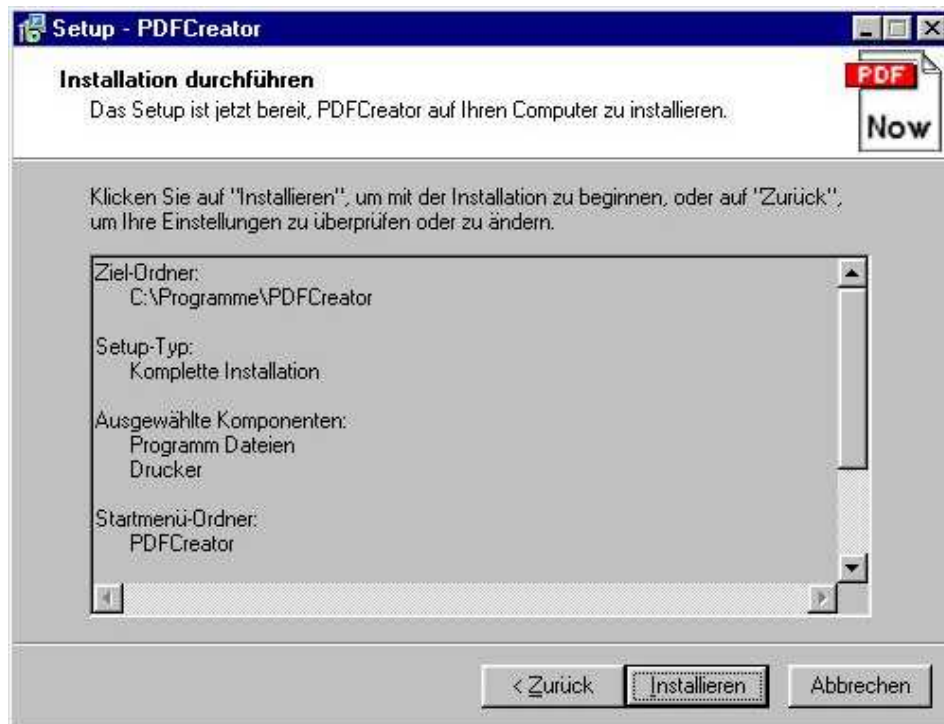 Setup - PDFCreator
Installation durchführen
Das Setup ist jetzt bereit, PDFCreator auf Ihren Computer zu installieren.
PDF
Now
Klicken Sie auf "Installieren", um mit der Installation zu beginnen, oder auf "Zurück",
um Ihre Einstellungen zu überprüfen oder zu ändern.
Ziel-Ordner:
C:\Programme\PDFCreator
Setup-Typ:
Komplette Installation
Ausgewählte Komponenten:
Programm Dateien
Drucker
Startmenü-Ordner:
PDFCreator
< Zurück
Installieren
Abbrechen